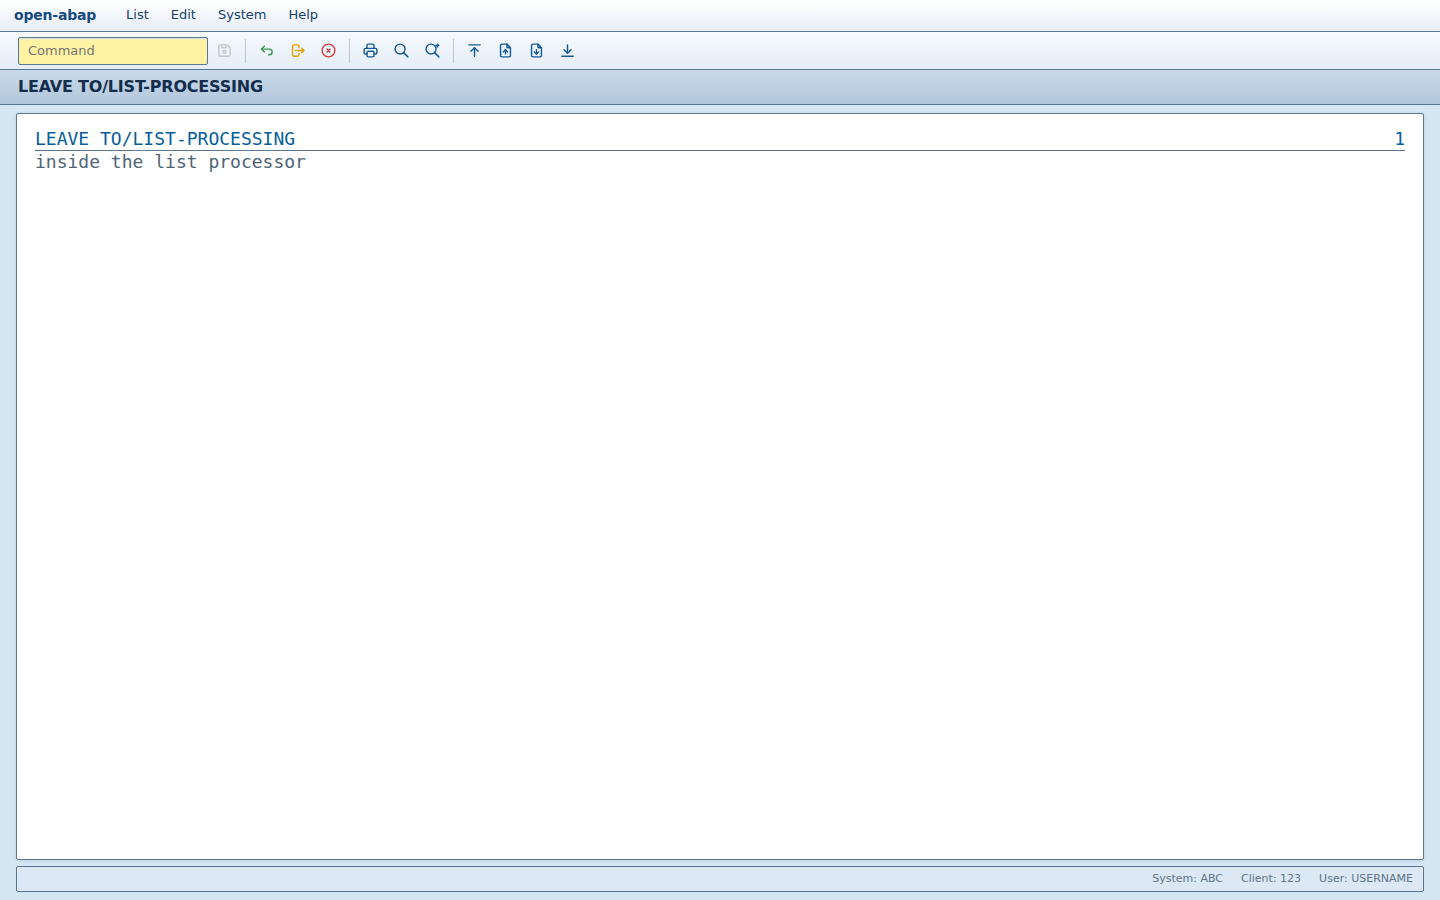 open-abap List Edit System Help
Command
LEAVE TO/LIST-PROCESSING
LEAVE TO/LIST-PROCESSING 1
inside the list processor
System: ABC Client: 123 User: USERNAME